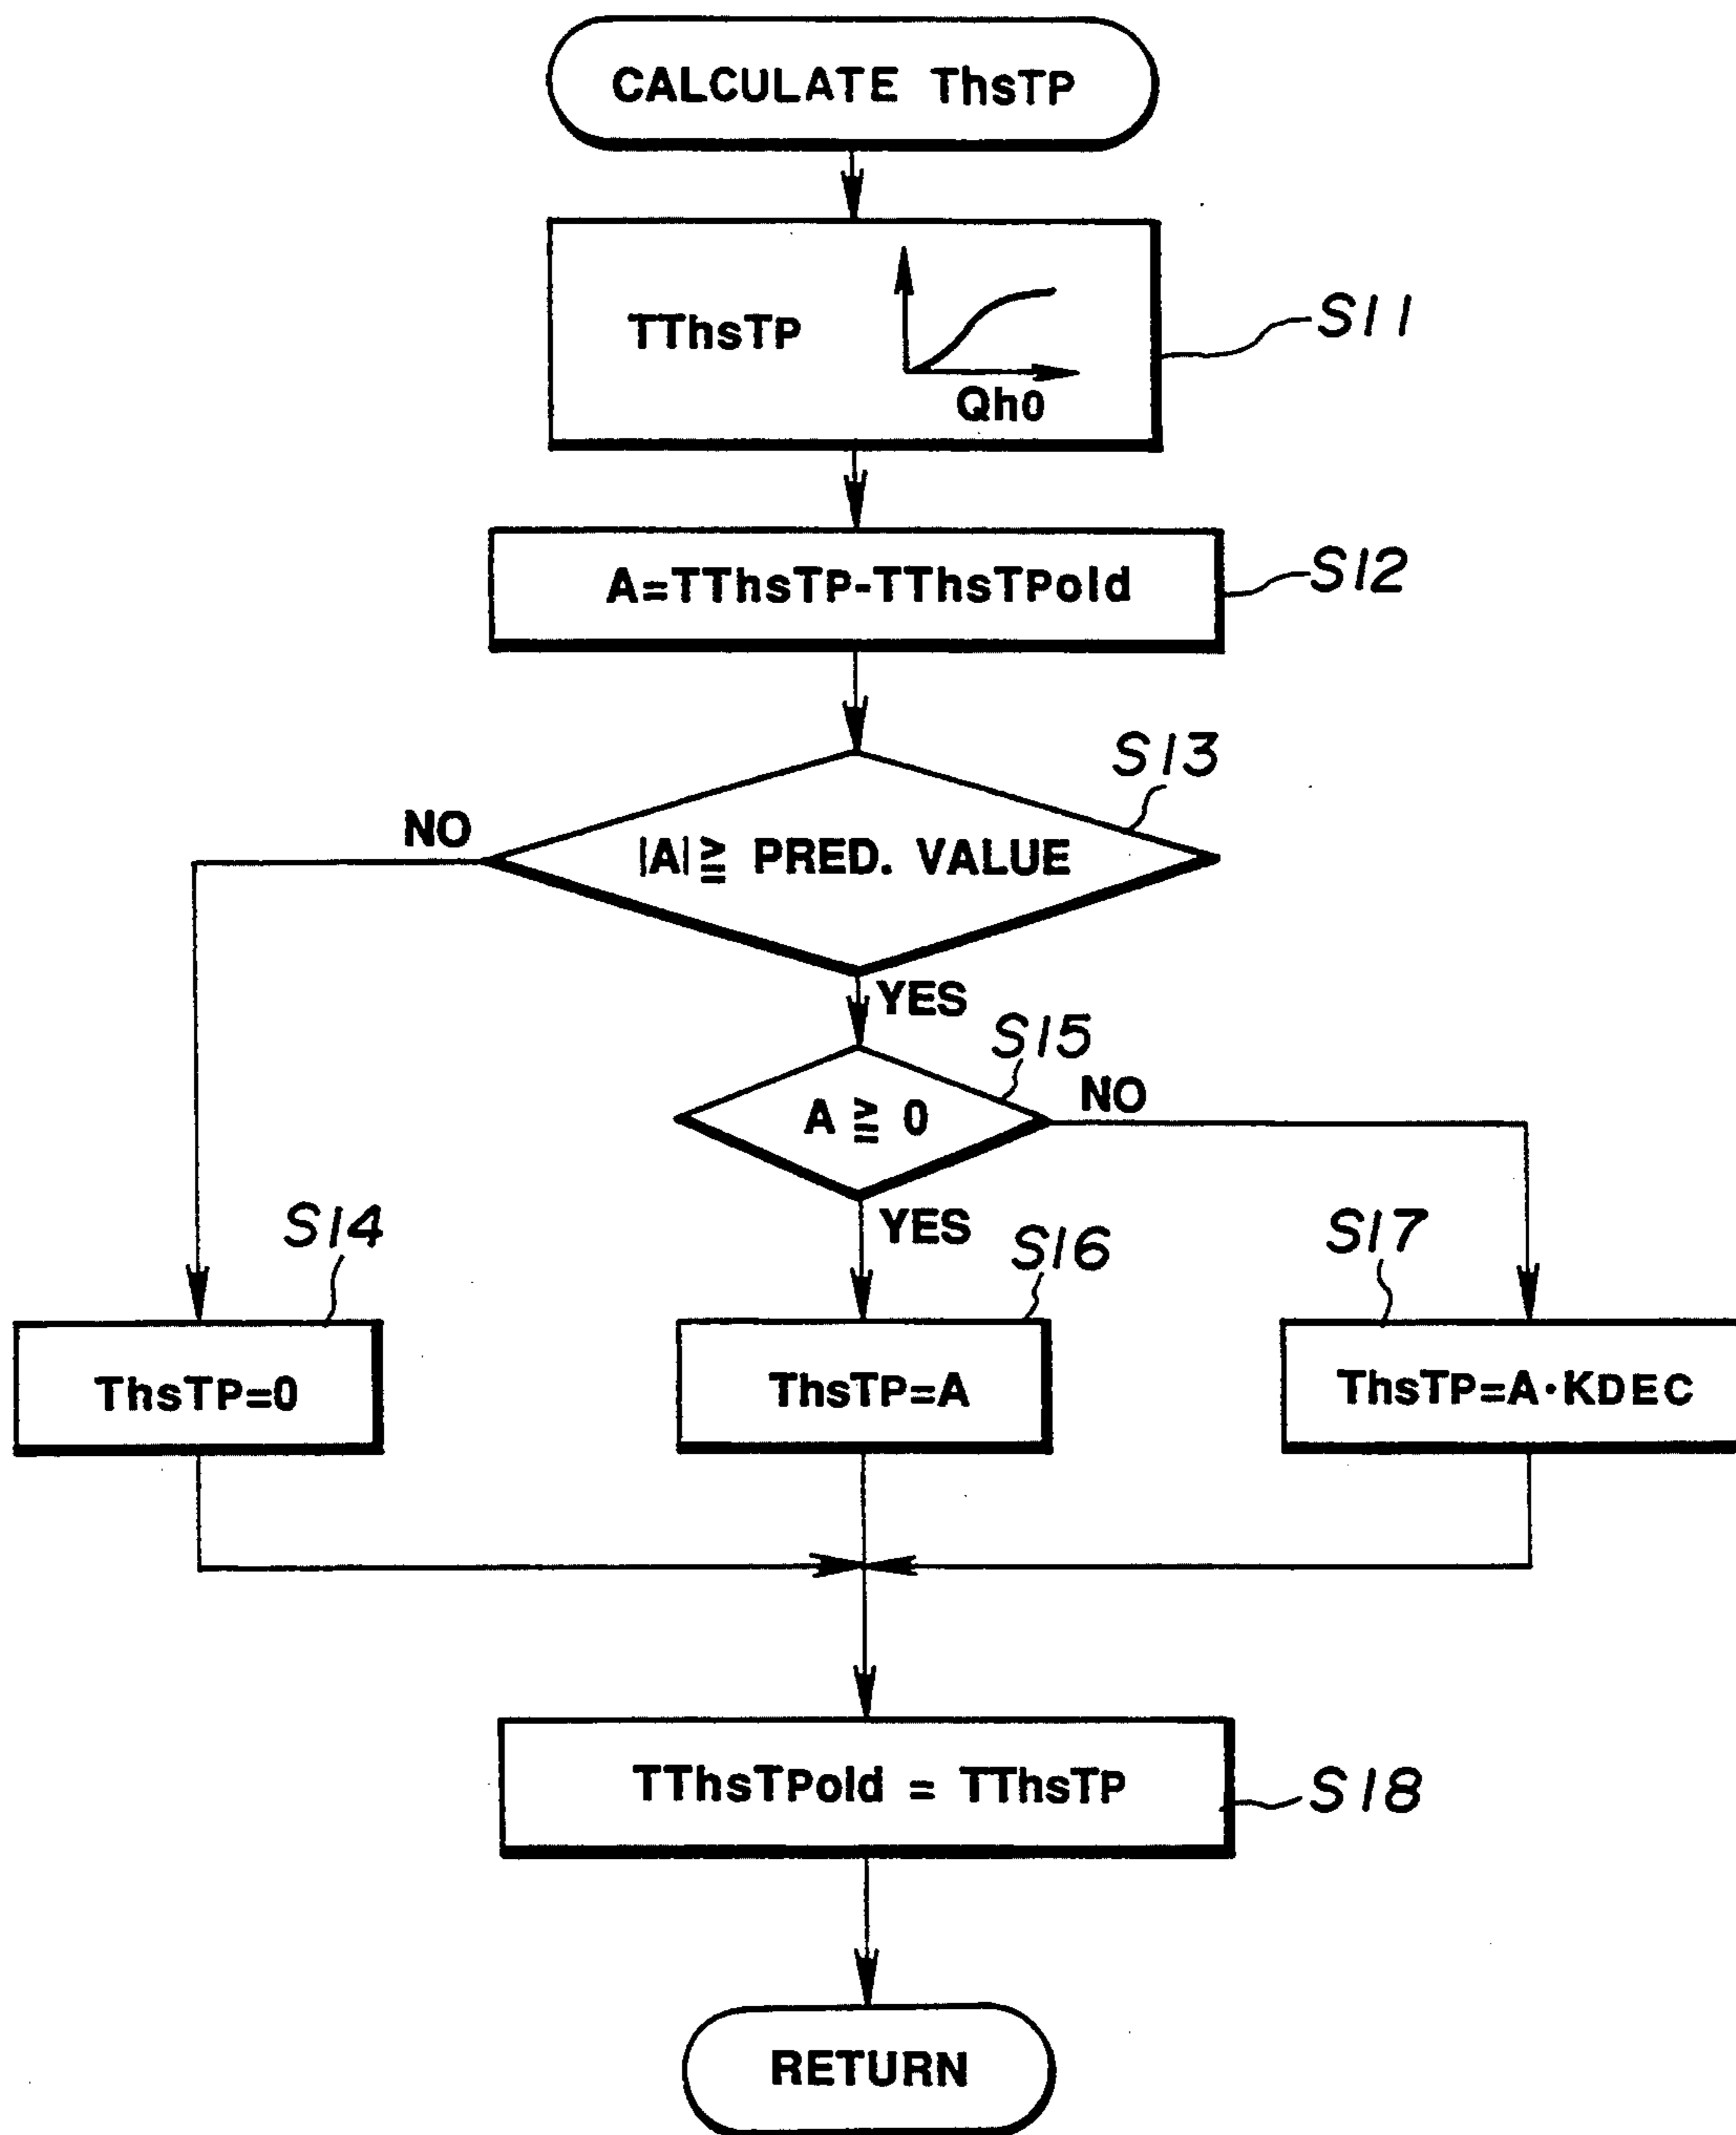 CALCULATE ThsTP
TThsTP
Qh0
S11
A=TThsTP-TThsTPold
S12
|A| ≧ PRED. VALUE
S13
NO
YES
A ≧ 0
S15
NO
YES
S14
S16
S17
ThsTP=0
ThsTP=A
ThsTP=A·KDEC
TThsTPold = TThsTP
S18
RETURN